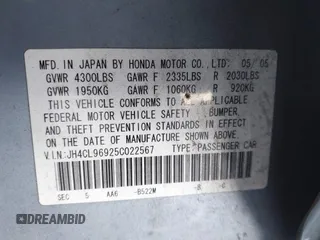 MFD. IN JAPAN BY HONDA MOTOR CO., LTD. 05/05
GVWR 4300LBS GAWR F 2335LBS R 2030LBS
GVWR 1950KG GAWR F 1060KG R 920KG
THIS VEHICLE CONFORMS TO ALL APPLICABLE
FEDERAL MOTOR VEHICLE SAFETY, BUMPER,
AND THEFT PREVENTION STANDARDS IN EFFECT ON THE
DATE OF MANUFACTURE SHOWN ABOVE.
V.I.N: JH4CL96925C022567 TYPE: PASSENGER CAR
SEC 5 AA6 -B522M -B -G
DREAMBID